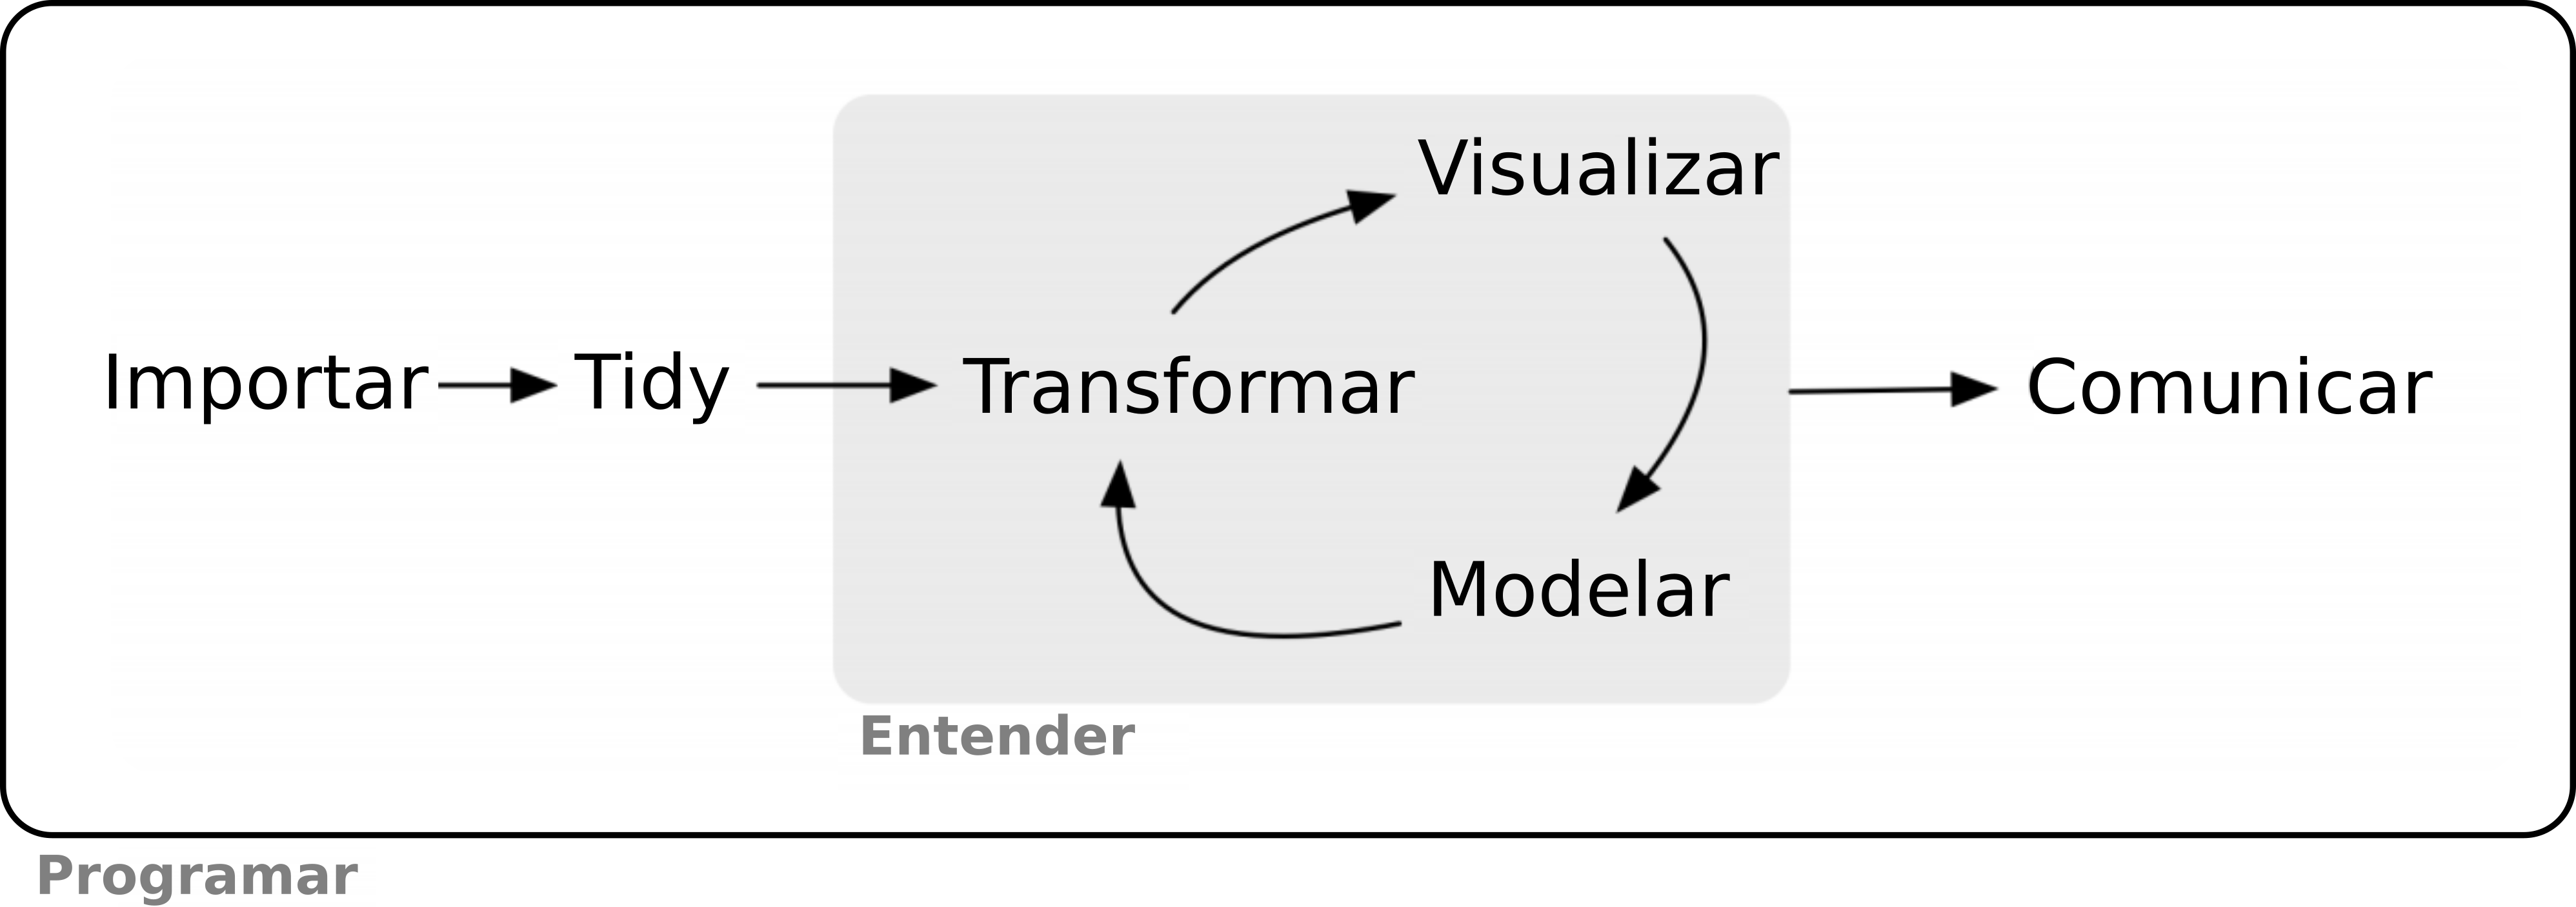 Visualizar
Importar Tidy Transformar Comunicar
Modelar
Entender
Programar